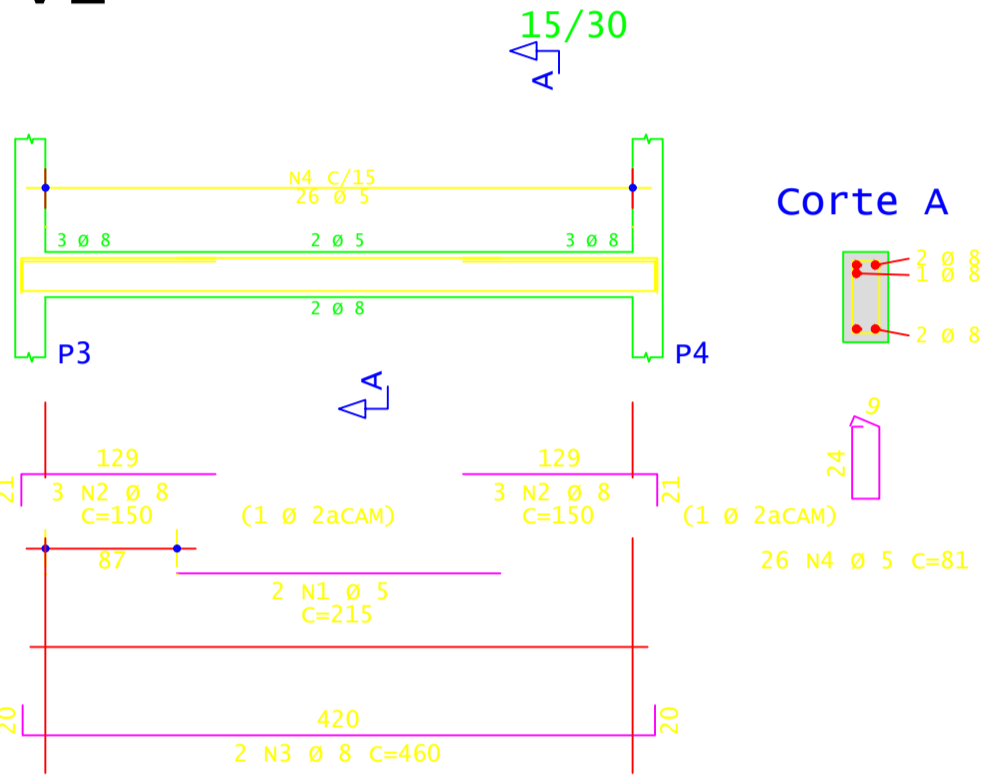 15/30
A
N4 C/15
26 Ø 5
Corte A
3 Ø 8
2 Ø 5
3 Ø 8
2 Ø 8
1 Ø 8
2 Ø 8
2 Ø 8
P3
P4
A
9
129
129
24
21
3 N2 Ø 8
3 N2 Ø 8
21
C=150
(1 Ø 2aCAM)
C=150
(1 Ø 2aCAM)
87
26 N4 Ø 5 C=81
2 N1 Ø 5
C=215
20
420
20
2 N3 Ø 8 C=460